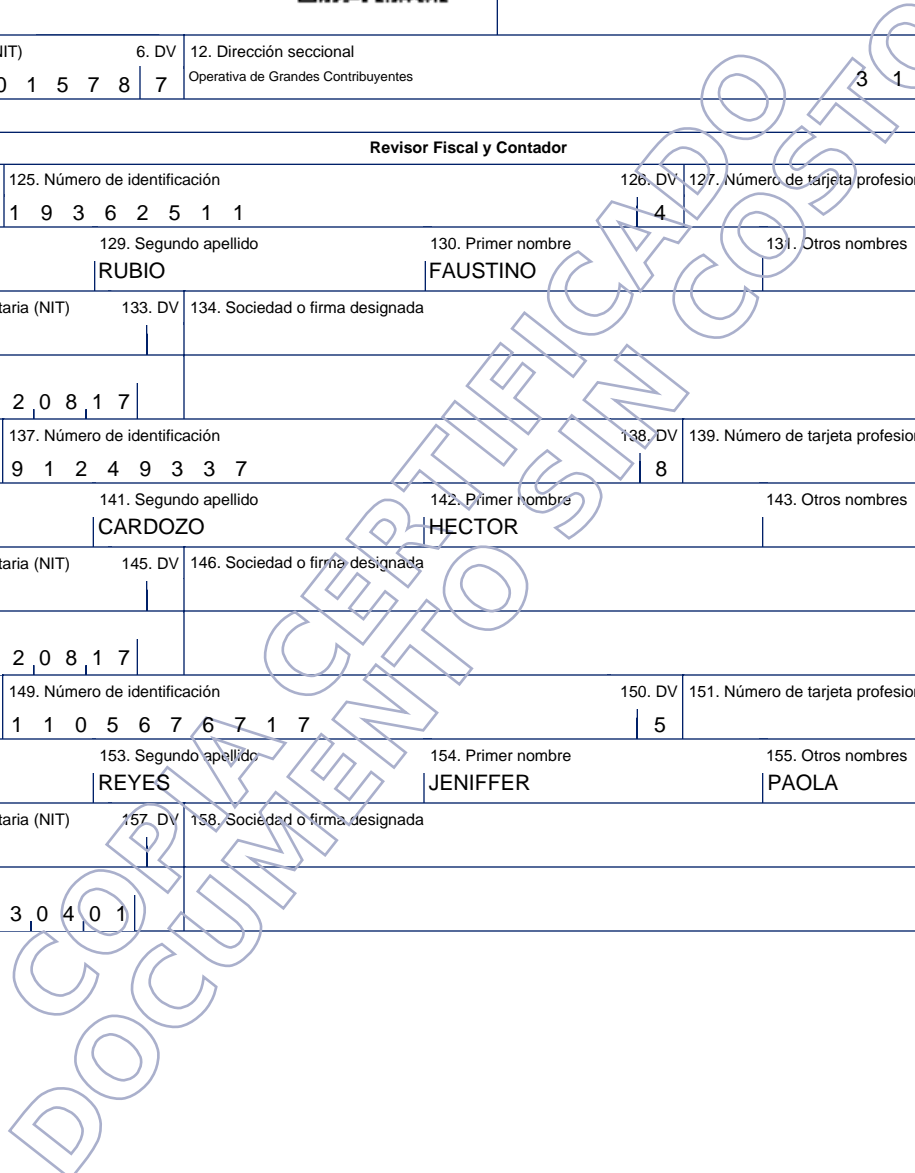 6. DV 12. Dirección seccional
1 5 7 8 7 Operativa de Grandes Contribuyentes 3 1
Revisor Fiscal y Contador
125. Número de identificación 126. DV 127. Número de tarjeta
1 9 3 6 2 5 1 1 4
129. Segundo apellido 130. Primer nombre 131. Otros nombres
RUBIO FAUSTINO
(NIT) 133. DV 134. Sociedad o firma designada
2 0 8 1 7
137. Número de identificación 138. DV 139. Número de tarjeta
9 1 2 4 9 3 3 7 8
141. Segundo apellido 142. Primer nombre 143. Otros nombres
CARDOZO HECTOR
(NIT) 145. DV 146. Sociedad o firma designada
2 0 8 1 7
149. Número de identificación 150. DV 151. Número de tarjeta
1 1 0 5 6 7 6 7 1 7 5
153. Segundo apellido 154. Primer nombre 155. Otros nombres
REYES JENIFFER PAOLA
(NIT) 157. DV 158. Sociedad o firma designada
3 0 4 0 1
COPIA CERTIFICADO
DOCUMENTO SIN COSTO